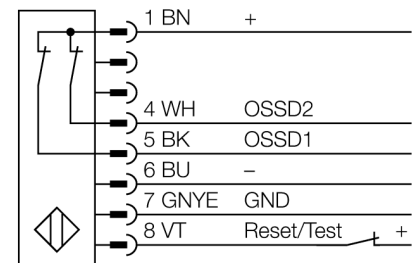 1 BN +
4 WH OSSD2
5 BK OSSD1
6 BU –
7 GNYE GND
8 VT Reset/Test +